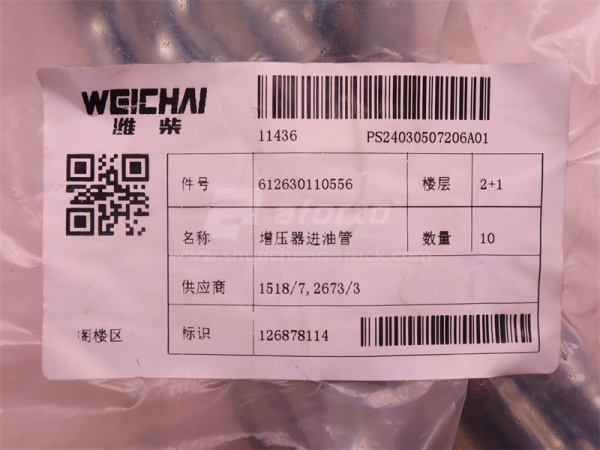 WEICHAI
潍柴
11436 PS24030507206A01
件号 612630110556 楼层 2+1
aforto
名称 增压器进油管 数量 10
供应商 1518/7,2673/3
阁楼区 标识 126878114